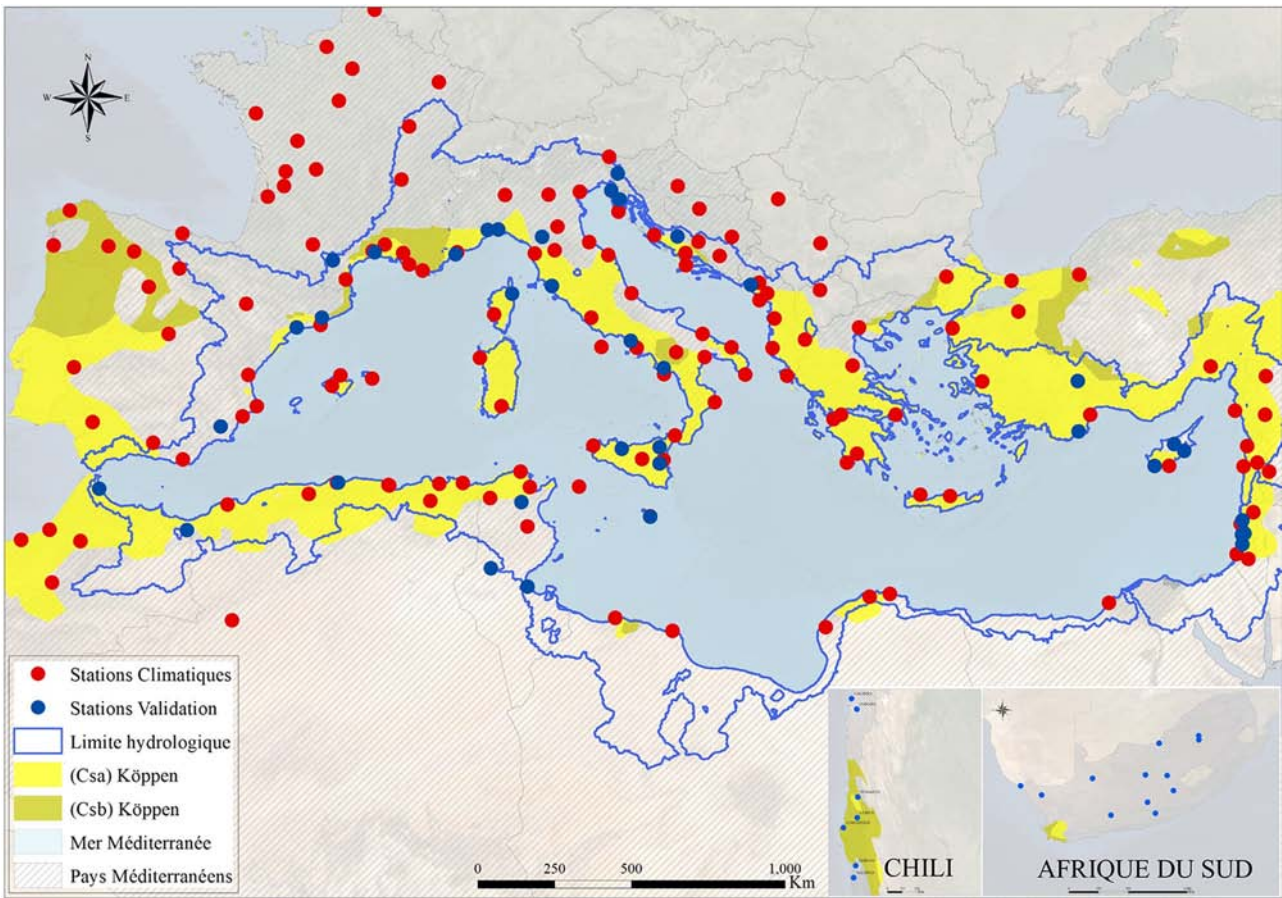 N
W E
S
Stations Climatiques
Stations Validation
Limite hydrologique
(Csa) Köppen
(Csb) Köppen
Mer Méditerranée
Pays Méditerranéens
0 250 500 1,000
Km
CHILI
AFRIQUE DU SUD